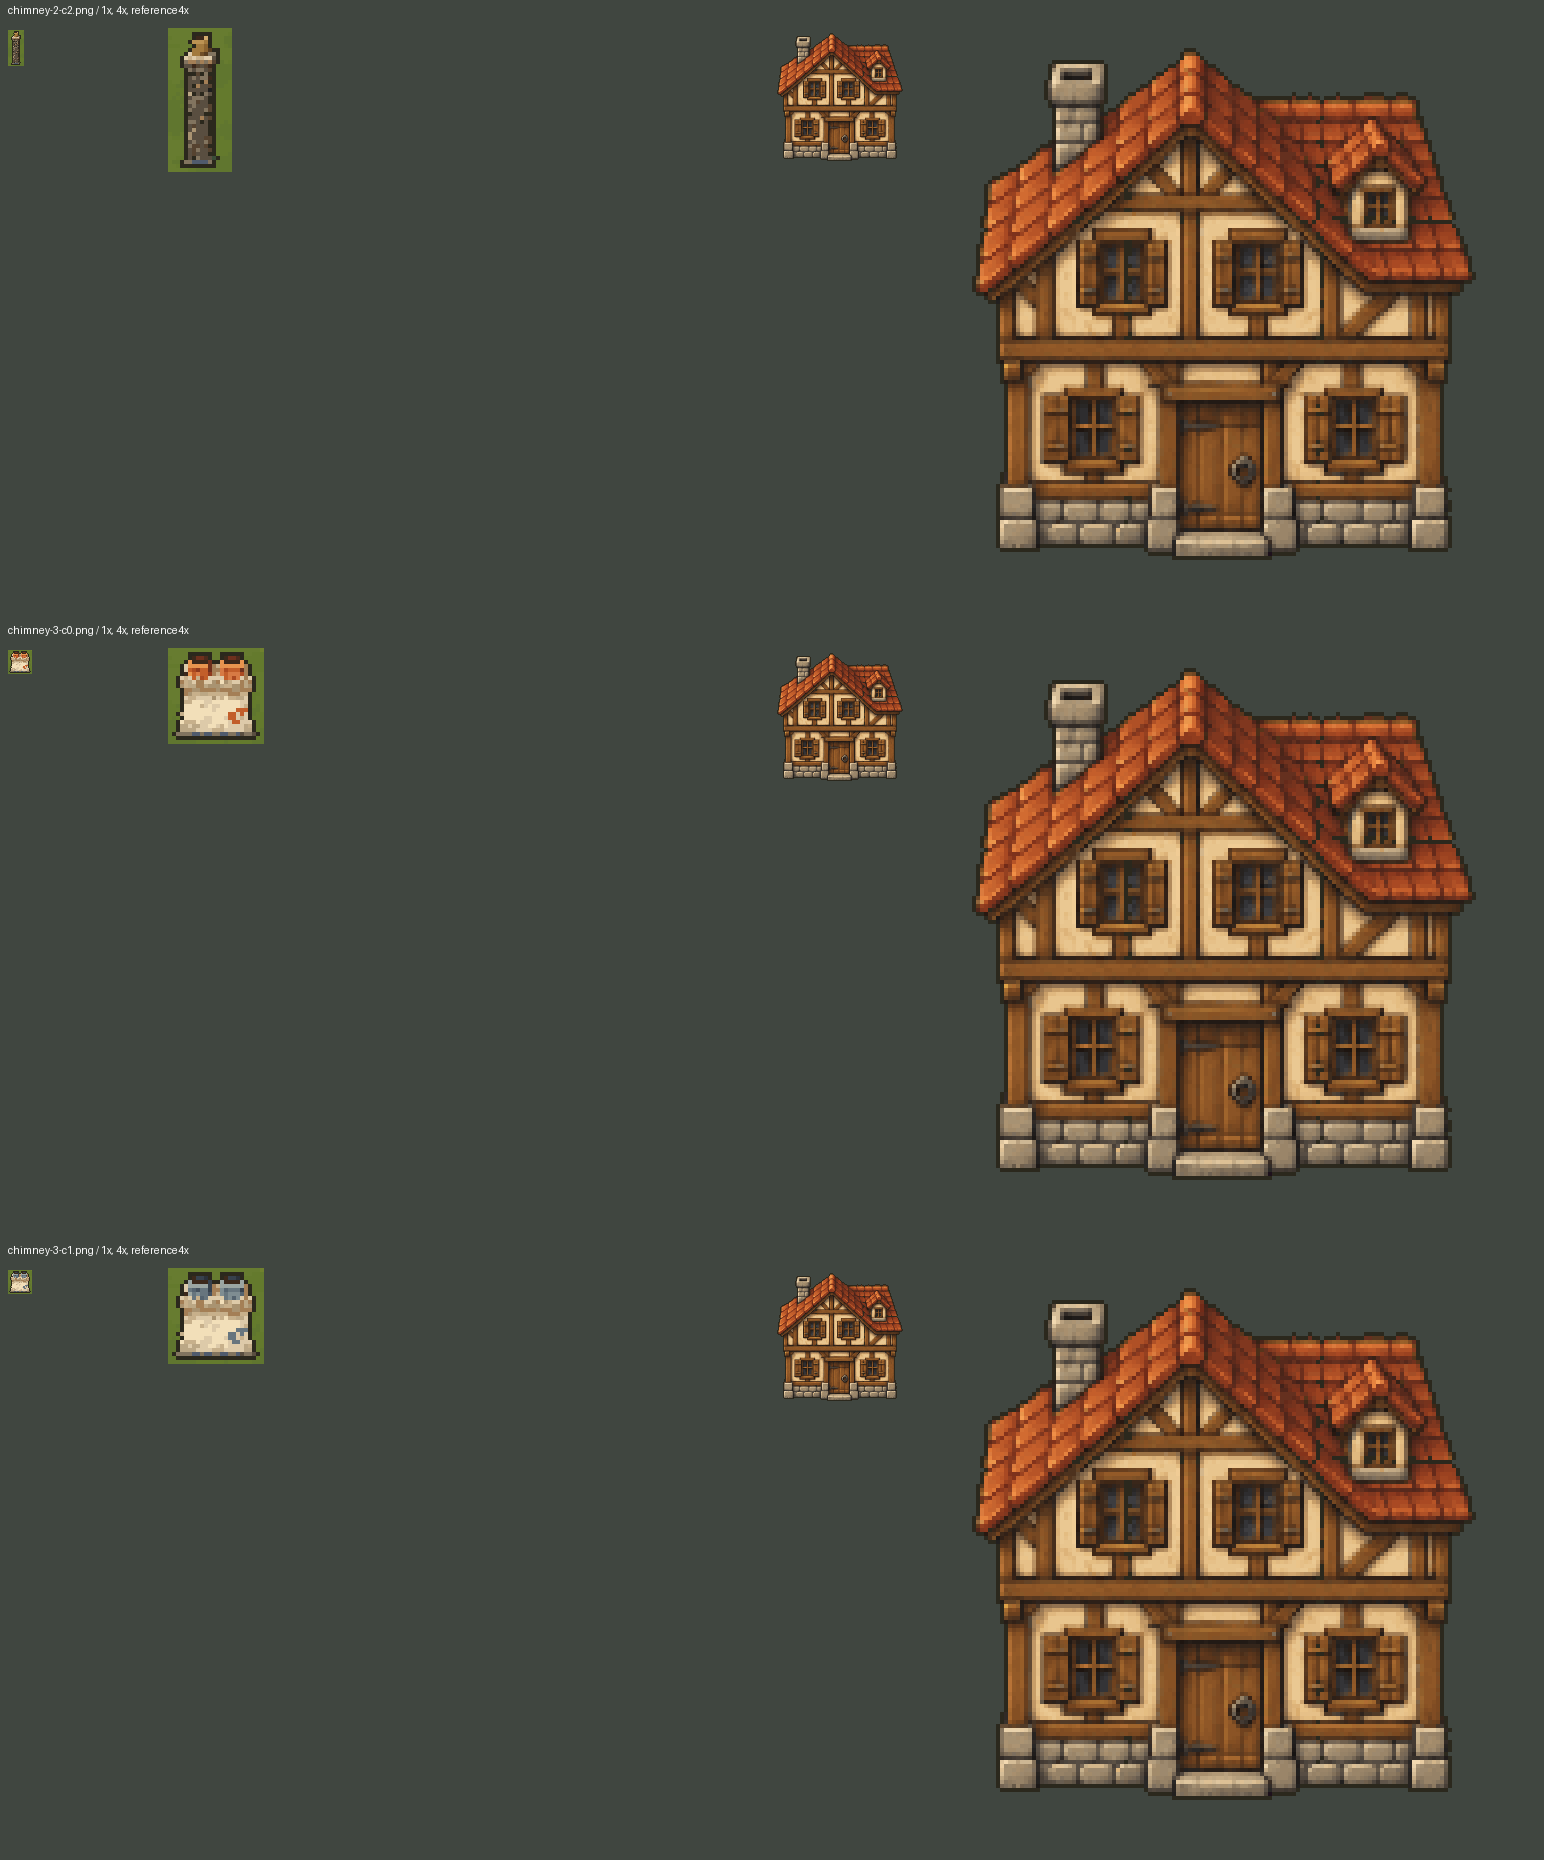 chimney-2-c2.png / 1x, 4x, reference4x
chimney-3-c0.png / 1x, 4x, reference4x
chimney-3-c1.png / 1x, 4x, reference4x